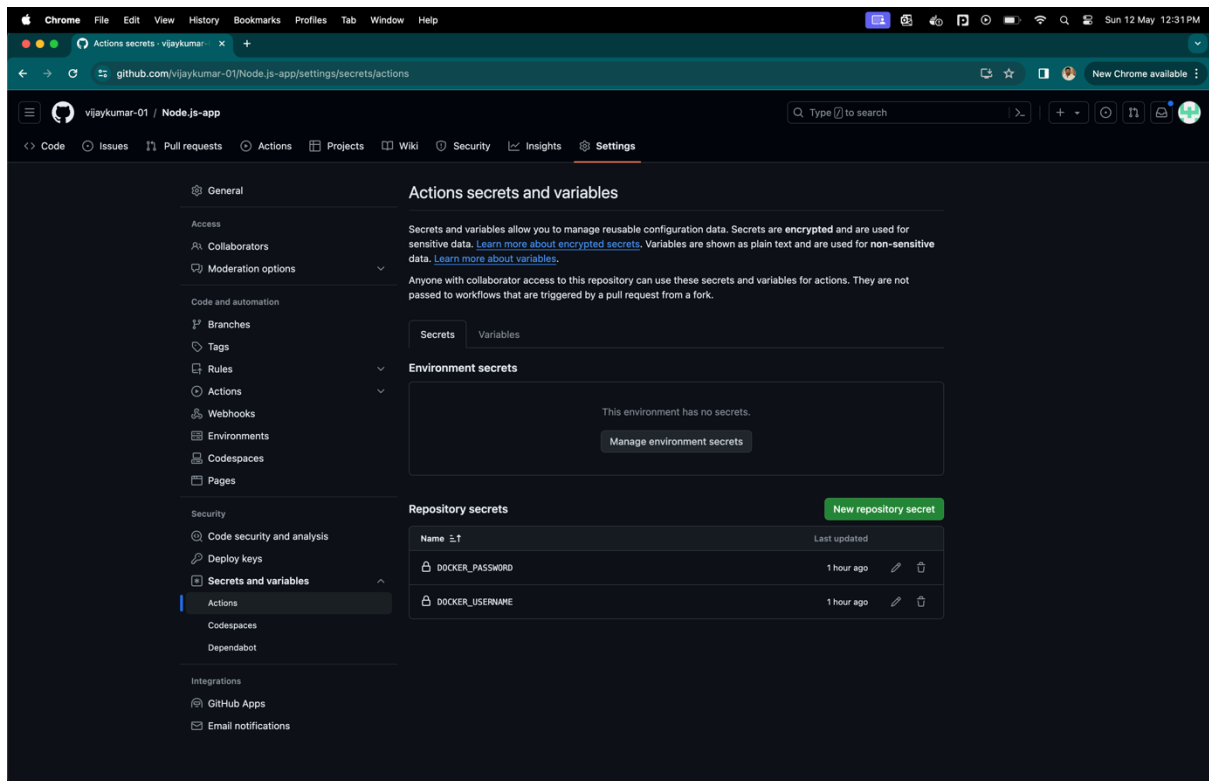 Chrome File Edit View History Bookmarks Profiles Tab Window Help Sun 12 May 12:31 PM
Actions secrets · vijaykumar-
github.com/vijaykumar-01/Node.js-app/settings/secrets/actions New Chrome available
vijaykumar-01 / Node.js-app Type / to search
Code Issues Pull requests Actions Projects Wiki Security Insights Settings
General
Access
Collaborators
Moderation options
Code and automation
Branches
Tags
Rules
Actions
Webhooks
Environments
Codespaces
Pages
Security
Code security and analysis
Deploy keys
Secrets and variables
Actions
Codespaces
Dependabot
Integrations
GitHub Apps
Email notifications
Actions secrets and variables
Secrets and variables allow you to manage reusable configuration data. Secrets are encrypted and are used for
sensitive data. Learn more about encrypted secrets. Variables are shown as plain text and are used for non-sensitive
data. Learn more about variables.
Anyone with collaborator access to this repository can use these secrets and variables for actions. They are not
passed to workflows that are triggered by a pull request from a fork.
Secrets Variables
Environment secrets
This environment has no secrets.
Manage environment secrets
Repository secrets New repository secret
Name Last updated
DOCKER_PASSWORD 1 hour ago
DOCKER_USERNAME 1 hour ago